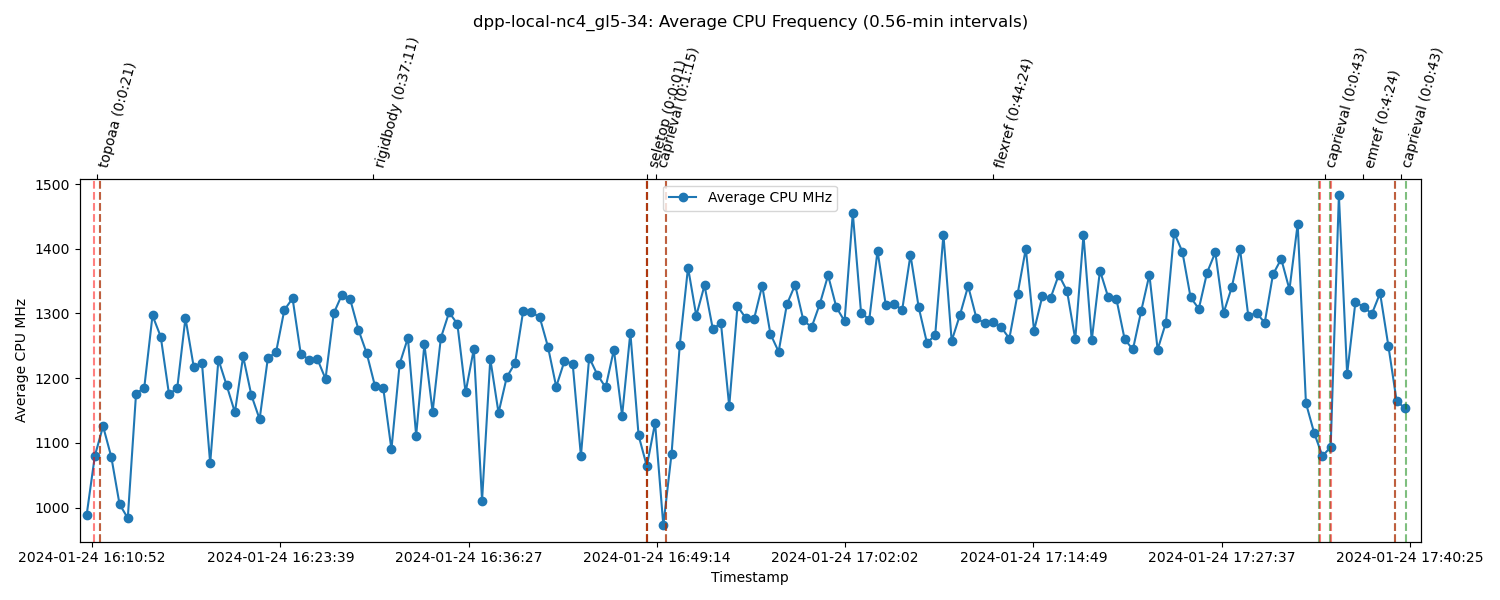 dpp-local-nc4_gl5-34: Average CPU Frequency (0.56-min intervals)
topoaa (0:0:21)
rigidbody (0:37:11)
seletop (0:0:01)
caprieval (0:1:15)
flexref (0:44:24)
caprieval (0:0:43)
emref (0:4:24)
caprieval (0:0:43)
Average CPU MHz
1500
1400
1300
1200
1100
1000
Average CPU MHz
2024-01-24 16:10:52
2024-01-24 16:23:39
2024-01-24 16:36:27
2024-01-24 16:49:14
2024-01-24 17:02:02
2024-01-24 17:14:49
2024-01-24 17:27:37
2024-01-24 17:40:25
Timestamp